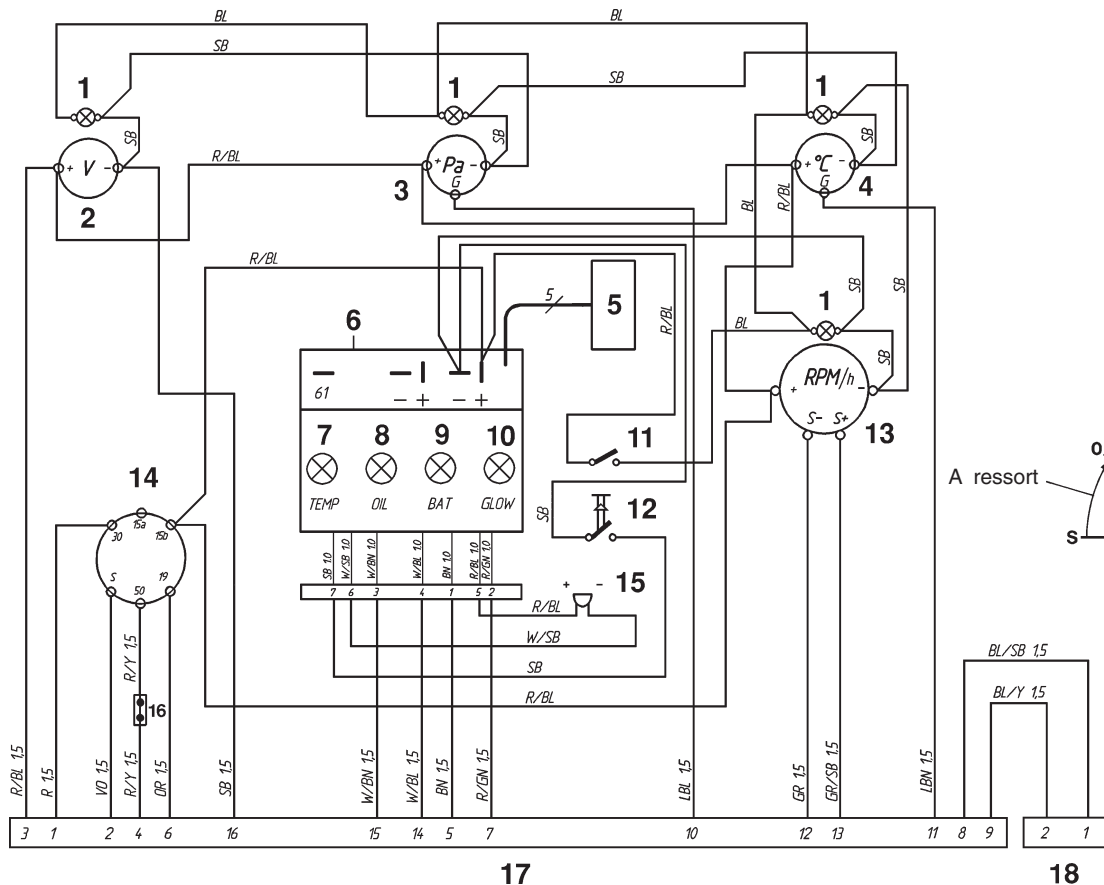 BL
BL
SB
SB
1
1
1
SB
SB
SB
+ V -
+ Pa -
G
+ °C -
G
2
3
4
R/BL
BL
R/BL
R/BL
5
5
R/BL
SB
SB
6
1
BL
SB
61
- +
- +
RPM/h
+ -
S- S+
13
7 8 9 10
TEMP OIL BAT GLOW
11
12
SB
14
30 15a 15b
S 50 19
A ressort
0,
S
SB 1.0
W/SB 1.0
W/BN 1.0
W/BL 1.0
BN 1.0
R/BL 1.0
R/GN 1.0
7 6 3 4 1 5 2
+ -
15
R/BL
W/SB
SB
R/BL
R/Y 1,5
16
BL/SB 1,5
BL/Y 1,5
R/BL 1,5
R 1,5
VO 1,5
R/Y 1,5
OR 1,5
SB 1,5
W/BN 1,5
W/BL 1,5
BN 1,5
R/GN 1,5
LBL 1,5
GR 1,5
GR/SB 1,5
LBN 1,5
3 1 2 4 6 16 15 14 5 7 10 12 13 11 8 9
2 1
17
18